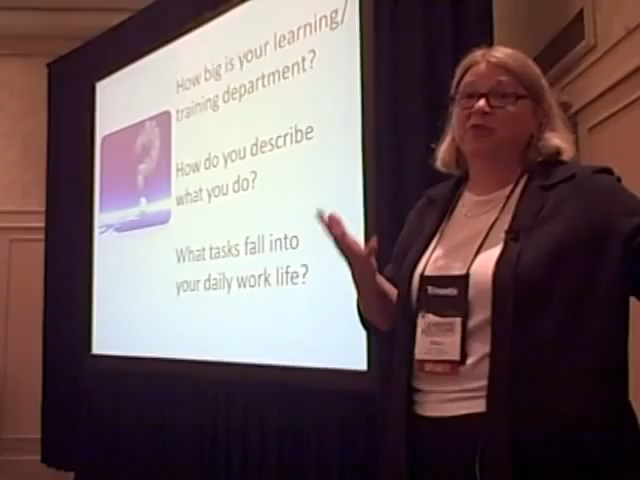 How big is your learning/
training department?
How do you describe
what you do?
What tasks fall into
your daily work life?